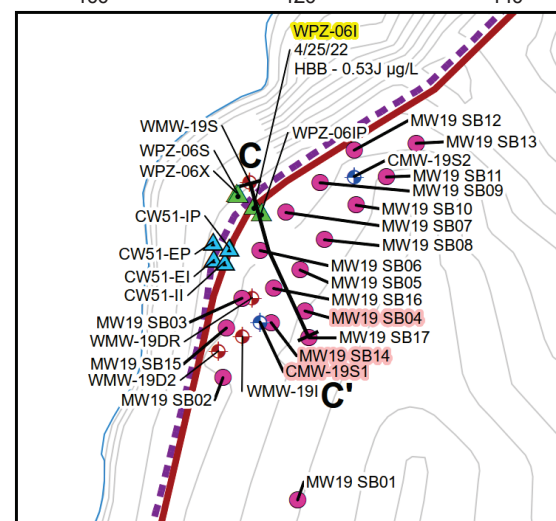 WPZ-06I
4/25/22
HBB - 0.53J µg/L
WMW-19S
WPZ-06IP
MW19 SB12
WPZ-06S
C
MW19 SB13
WPZ-06X
CMW-19S2
MW19 SB11
MW19 SB09
CW51-IP
MW19 SB10
MW19 SB07
CW51-EP
MW19 SB08
CW51-EI
MW19 SB06
CW51-II
MW19 SB05
MW19 SB16
MW19 SB03
MW19 SB04
WMW-19DR
MW19 SB17
MW19 SB15
MW19 SB14
WMW-19D2
CMW-19S1
MW19 SB02
WMW-19I
C'
MW19 SB01